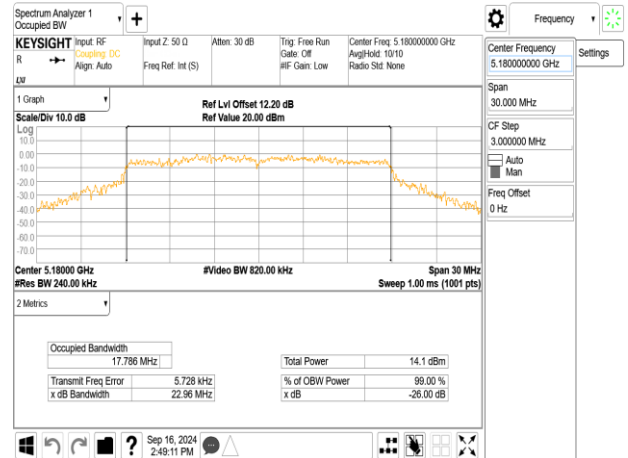 Spectrum Analyzer 1
Occupied BW
Frequency
KEYSIGHT
R
LXI
Input: RF
Coupling: DC
Align: Auto
Input Z: 50 Ω
Freq Ref: Int (S)
Atten: 30 dB
Trig: Free Run
Gate: Off
#IF Gain: Low
Center Freq: 5.180000000 GHz
Avg|Hold: 10/10
Radio Std: None
Center Frequency
5.180000000 GHz
Settings
Span
30.000 MHz
CF Step
3.000000 MHz
Auto
Man
Freq Offset
0 Hz
1 Graph
Ref Lvl Offset 12.20 dB
Scale/Div 10.0 dB
Ref Value 20.00 dBm
Log
10.0
0.00
-10.0
-20.0
-30.0
-40.0
-50.0
-60.0
-70.0
Center 5.18000 GHz
#Video BW 820.00 kHz
Span 30 MHz
#Res BW 240.00 kHz
Sweep 1.00 ms (1001 pts)
2 Metrics
Occupied Bandwidth
17.786 MHz
Total Power 14.1 dBm
Transmit Freq Error 5.728 kHz
% of OBW Power 99.00 %
x dB Bandwidth 22.96 MHz
x dB -26.00 dB
?
Sep 16, 2024
2:49:11 PM